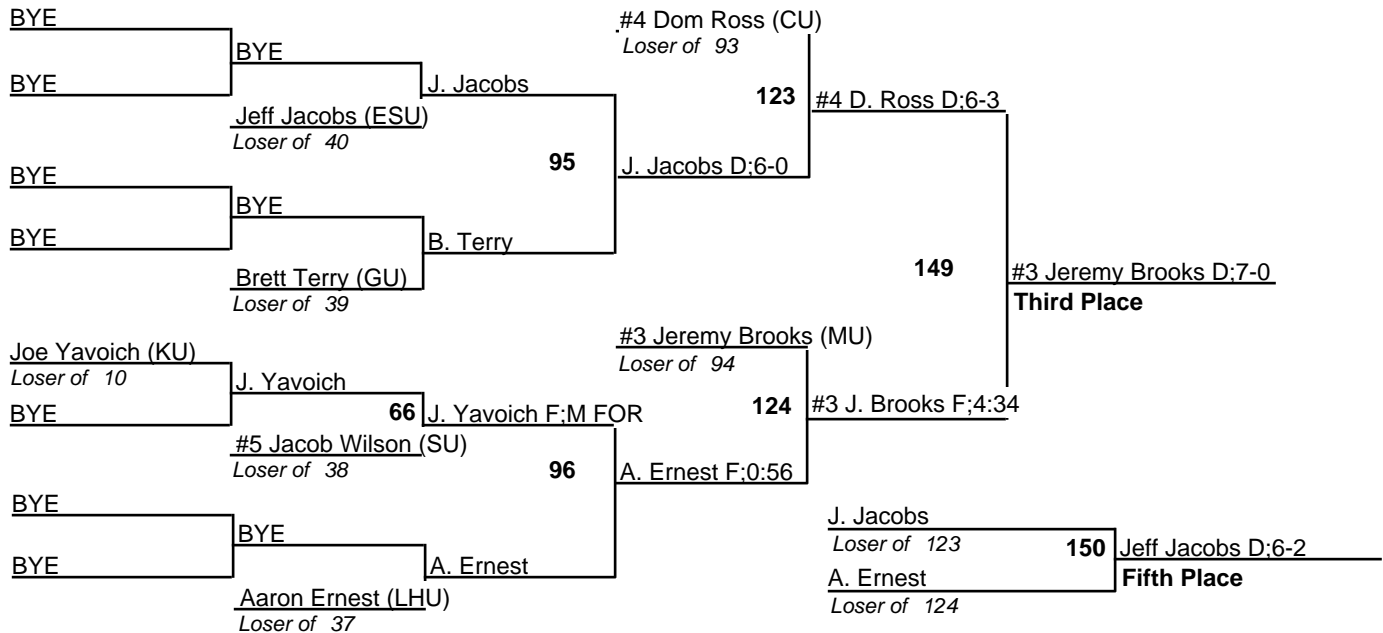 BYE
BYE
BYE
Jeff Jacobs (ESU)
Loser of 40
J. Jacobs
BYE
BYE
BYE
Brett Terry (GU)
Loser of 39
B. Terry
95
J. Jacobs D;6-0
#4 Dom Ross (CU)
Loser of 93
123
#4 D. Ross D;6-3
Joe Yavoich (KU)
Loser of 10
BYE
J. Yavoich
#5 Jacob Wilson (SU)
Loser of 38
66
J. Yavoich F;M FOR
BYE
BYE
BYE
Aaron Ernest (LHU)
Loser of 37
A. Ernest
96
A. Ernest F;0:56
#3 Jeremy Brooks (MU)
Loser of 94
124
#3 J. Brooks F;4:34
149
#3 Jeremy Brooks D;7-0
Third Place
J. Jacobs
Loser of 123
A. Ernest
Loser of 124
150
Jeff Jacobs D;6-2
Fifth Place